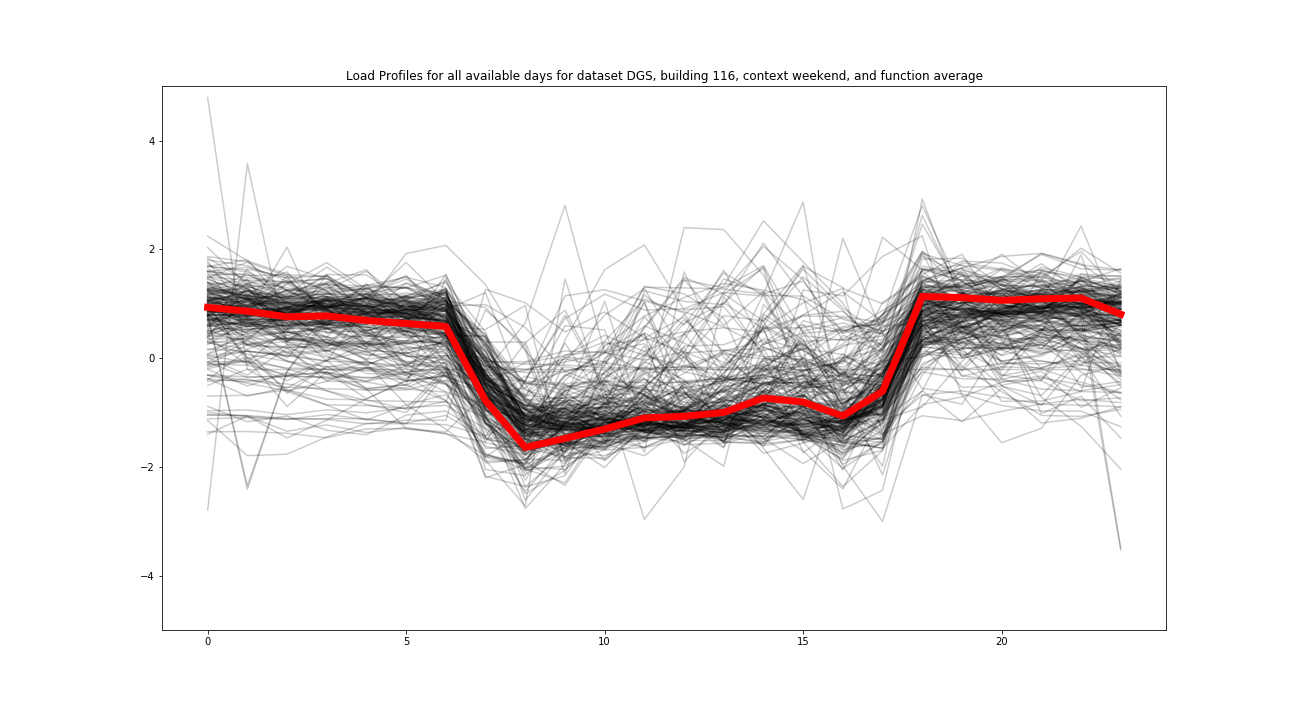 Load Profiles for all available days for dataset DGS, building 116, context weekend, and function average
4
2
0
−2
−4
0 5 10 15 20